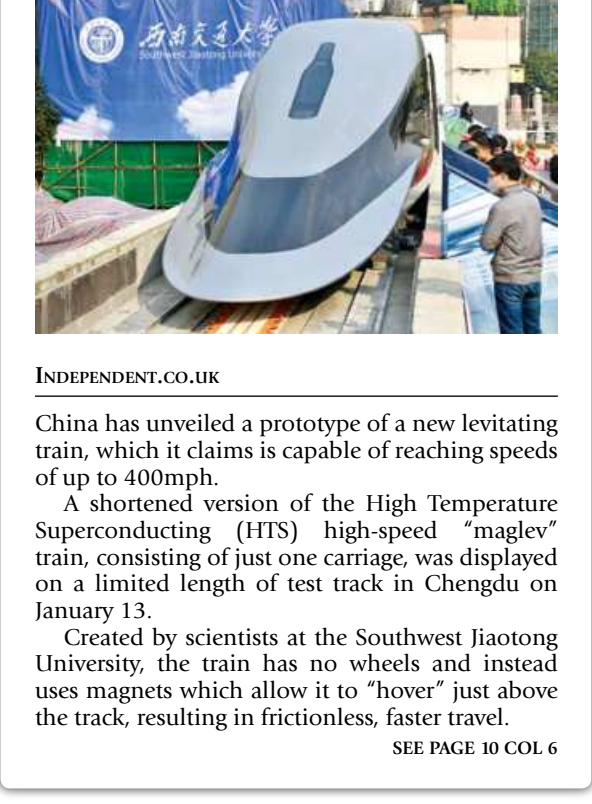 西南交通大学
Southwest Jiaotong University
INDEPENDENT.CO.UK
China has unveiled a prototype of a new levitating
train, which it claims is capable of reaching speeds
of up to 400mph.
A shortened version of the High Temperature
Superconducting (HTS) high-speed “maglev”
train, consisting of just one carriage, was displayed
on a limited length of test track in Chengdu on
January 13.
Created by scientists at the Southwest Jiaotong
University, the train has no wheels and instead
uses magnets which allow it to “hover” just above
the track, resulting in frictionless, faster travel.
SEE PAGE 10 COL 6